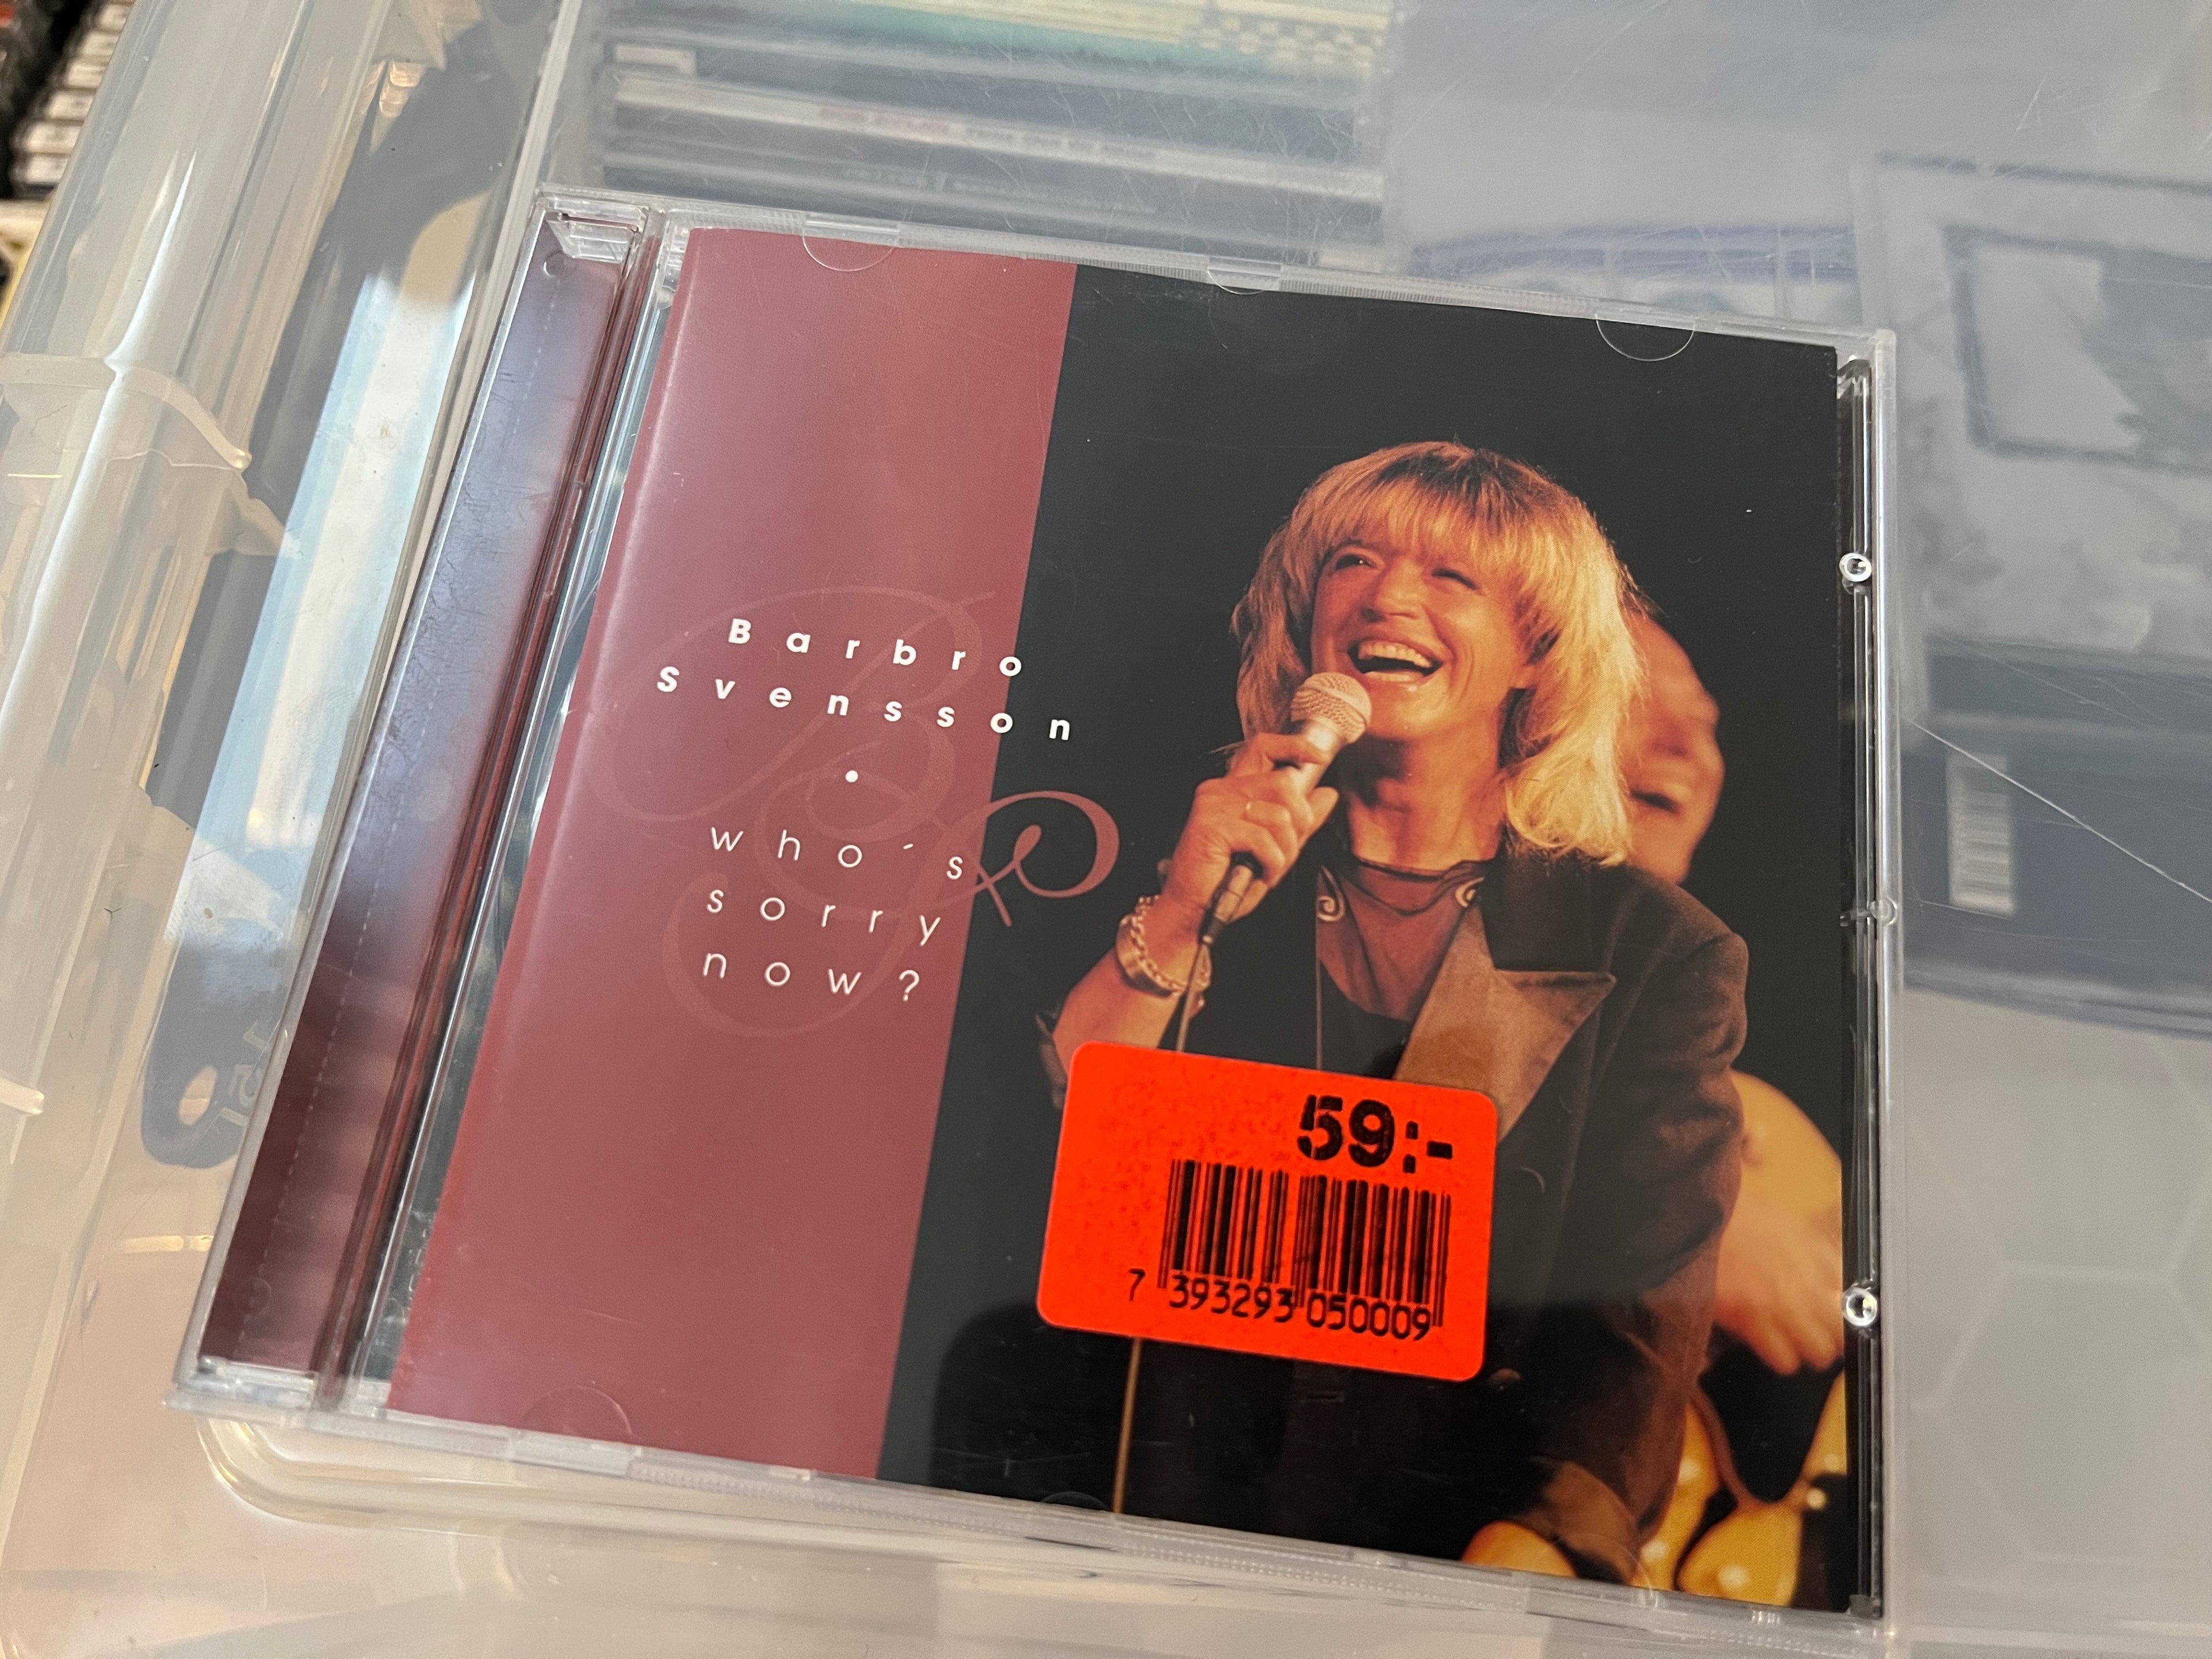 Barbro
Svensson
•
who´s
sorry
now?
59:-
7 393293 050009